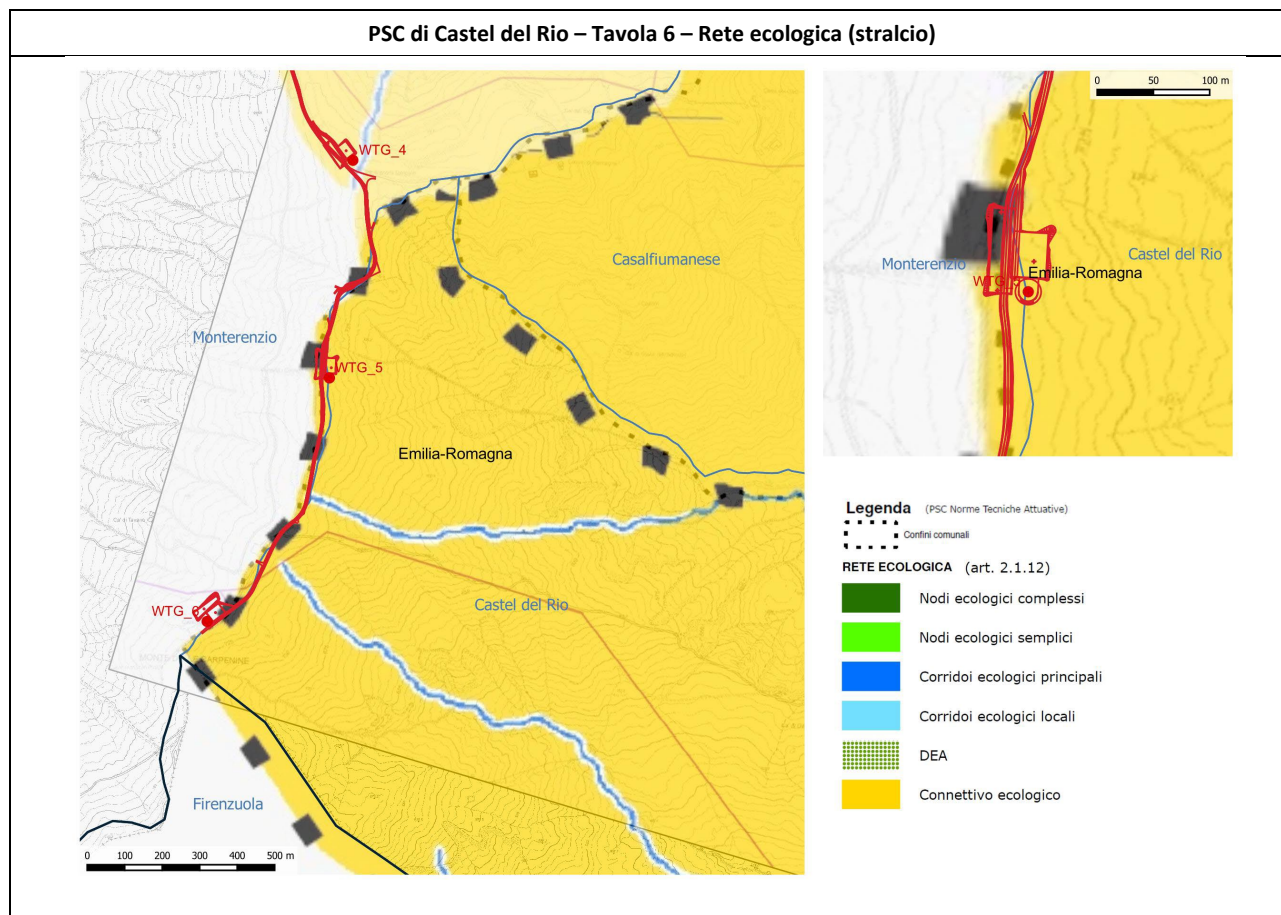 PSC di Castel del Rio – Tavola 6 – Rete ecologica (stralcio)
WTG_4
Casalfiumanese
Monterenzio
WTG_5
Emilia-Romagna
Castel del Rio
WTG_6
Firenzuola
0 100 200 300 400 500 m
0 50 100 m
Monterenzio
Castel del Rio
Emilia-Romagna
WTG_5
Legenda (PSC Norme Tecniche Attuative)
Confini comunali
RETE ECOLOGICA (art. 2.1.12)
Nodi ecologici complessi
Nodi ecologici semplici
Corridoi ecologici principali
Corridoi ecologici locali
DEA
Connettivo ecologico